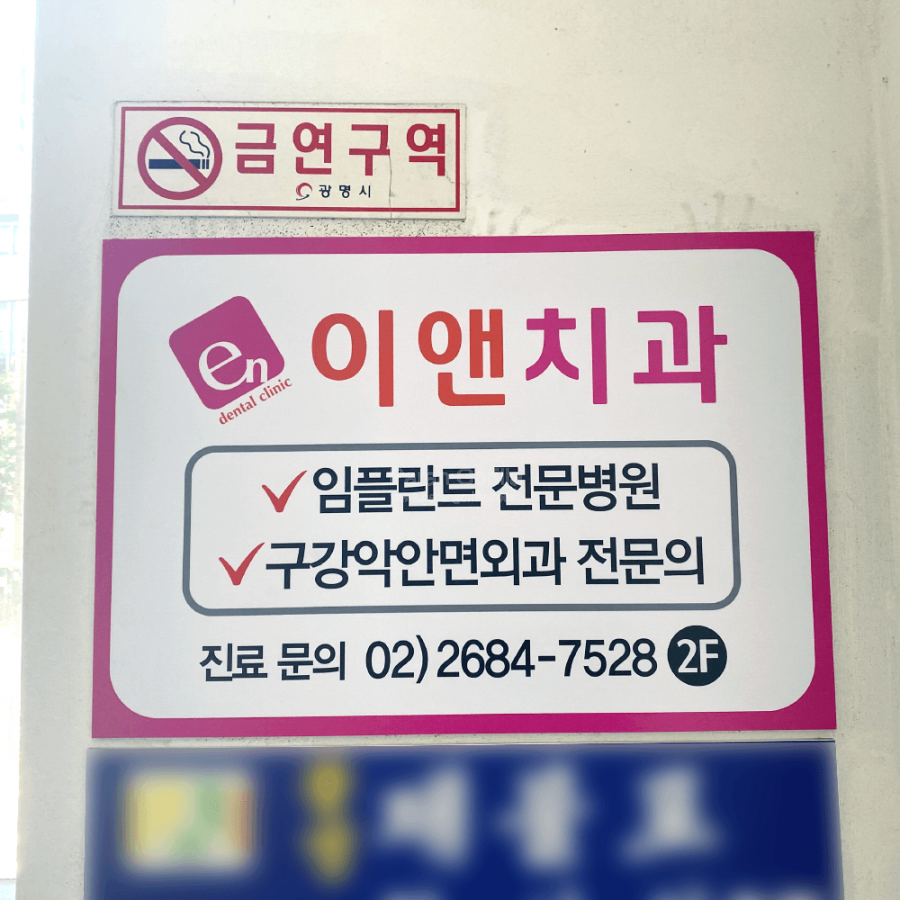 금연구역
광명시
en
dental clinic
이앤치과
임플란트 전문병원
구강악안면외과 전문의
진료 문의 02) 2684-7528 2F